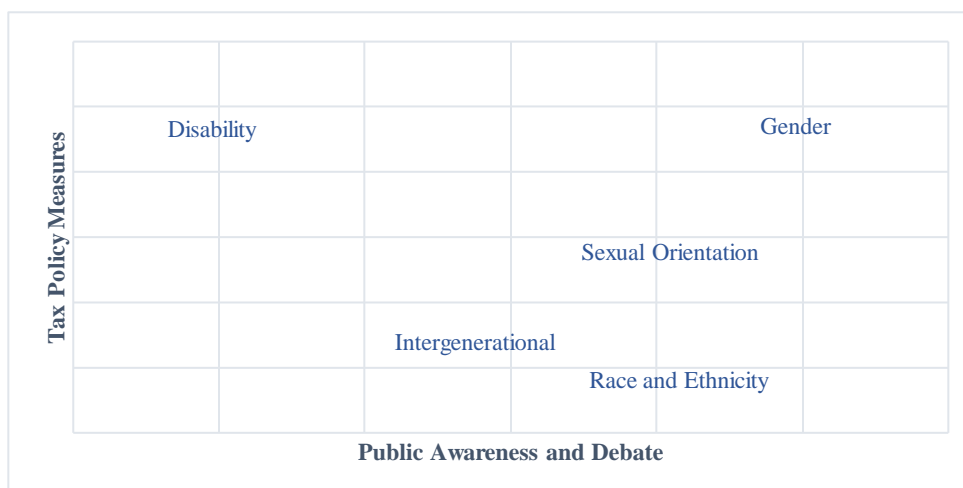 Disability
Gender
Sexual Orientation
Intergenerational
Race and Ethnicity
Tax Policy Measures
Public Awareness and Debate